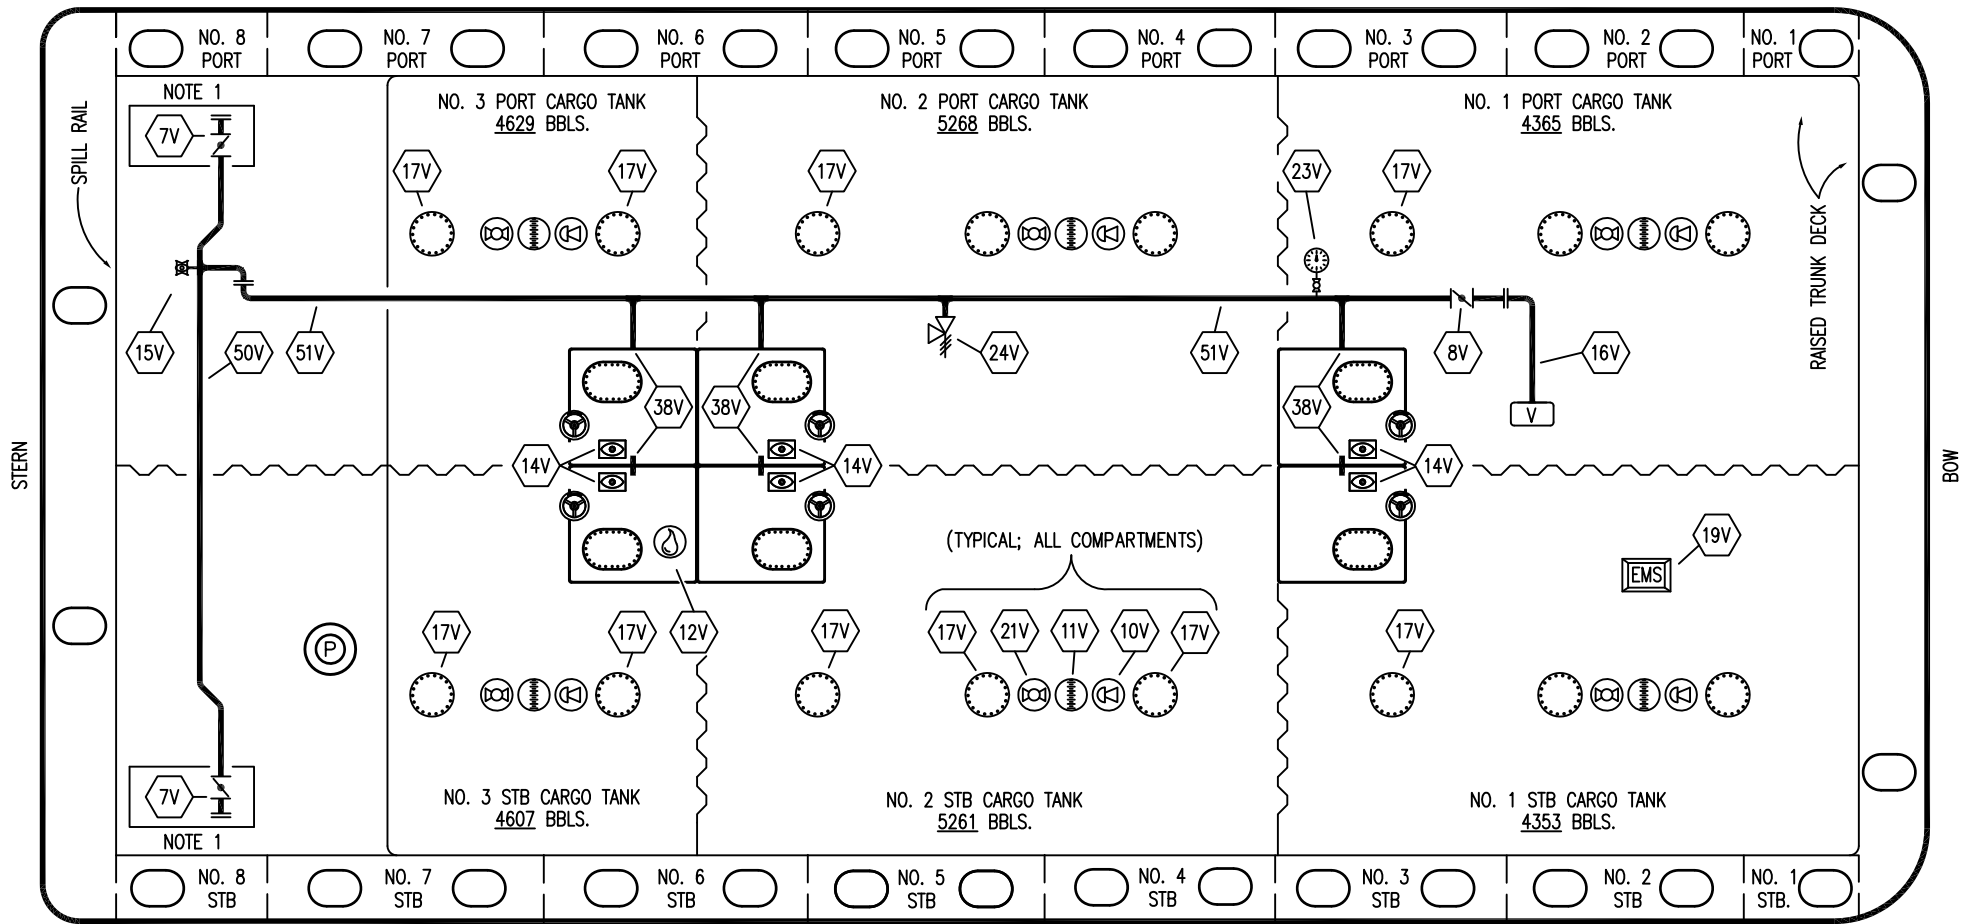 NO. 8
PORT
NO. 7
PORT
NO. 6
PORT
NO. 5
PORT
NO. 4
PORT
NO. 3
PORT
NO. 2
PORT
NO. 1
PORT
NOTE 1
7V
SPILL RAIL
NO. 3 PORT CARGO TANK
4629 BBLS.
NO. 2 PORT CARGO TANK
5268 BBLS.
NO. 1 PORT CARGO TANK
4365 BBLS.
17V
17V
17V
23V
17V
RAISED TRUNK DECK
15V
50V
51V
24V
51V
8V
16V
38V
38V
38V
V
STERN
14V
14V
14V
BOW
(TYPICAL; ALL COMPARTMENTS)
19V
EMS
P
17V
17V
12V
17V
17V
21V
11V
10V
17V
17V
7V
NOTE 1
NO. 3 STB CARGO TANK
4607 BBLS.
NO. 2 STB CARGO TANK
5261 BBLS.
NO. 1 STB CARGO TANK
4353 BBLS.
NO. 8
STB
NO. 7
STB
NO. 6
STB
NO. 5
STB
NO. 4
STB
NO. 3
STB
NO. 2
STB
NO. 1
STB.